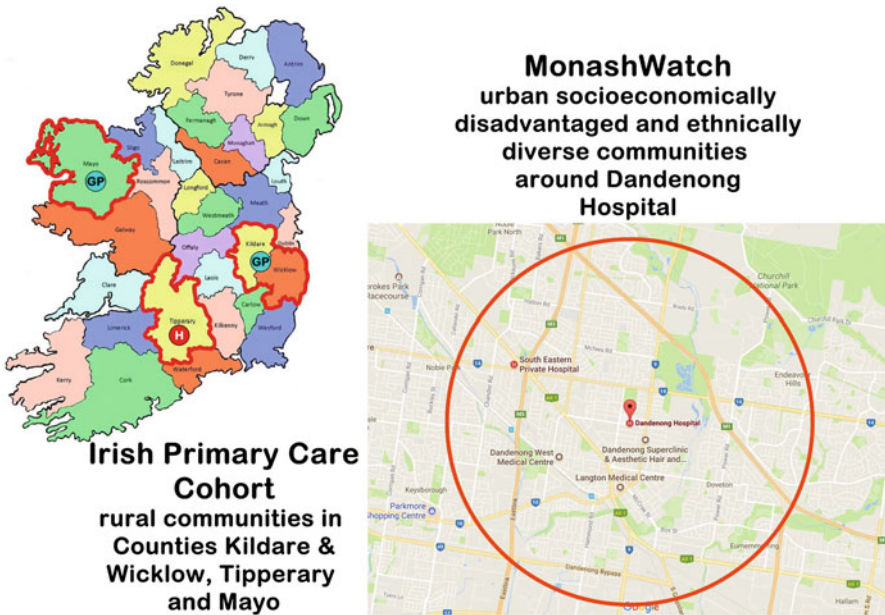 Donegal
Derry
Antrim
Tyrone
Fermanagh
Armagh
Down
Monaghan
Sligo
Leitrim
Cavan
Mayo
GP
Roscommon
Longford
Louth
Meath
Westmeath
Galway
Offaly
Kildare
Dublin
GP
Wicklow
Laois
Clare
Tipperary
H
Carlow
Kilkenny
Limerick
Wexford
Kerry
Cork
Waterford
Irish Primary Care
Cohort
rural communities in
Counties Kildare &
Wicklow, Tipperary
and Mayo
MonashWatch
urban socioeconomically
disadvantaged and ethnically
diverse communities
around Dandenong
Hospital
Park North
Churchill
National Park
Racecourse
South Eastern
Private Hospital
Noble Park
Endeavour
Hills
Dandenong Hospital
Dandenong West
Medical Centre
Dandenong Superclinic
& Aesthetic Hair and...
Langton Medical Centre
Keysborough
Doveton
Parkmore
Shopping Centre
Eumemmerring
Dandenong Bypass
Google
Hallam